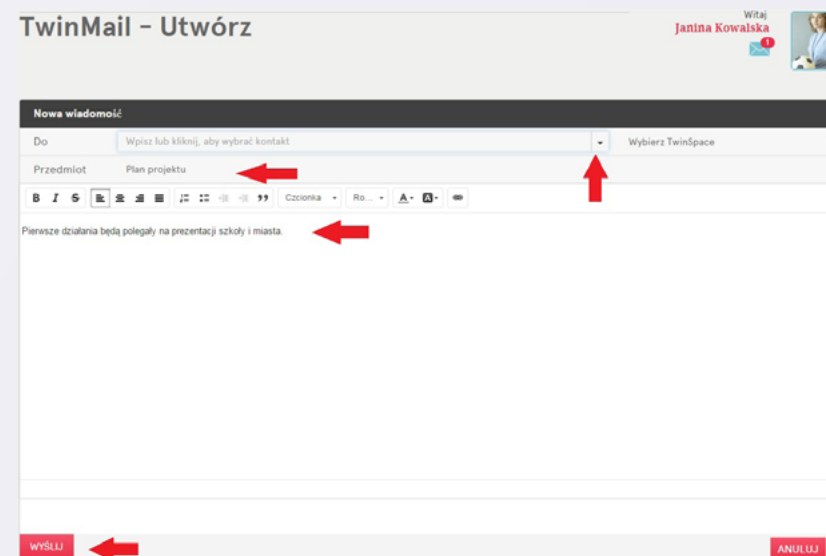 TwinMail – Utwórz
Witaj
Janina Kowalska
1
Nowa wiadomość
Do Wpisz lub kliknij, aby wybrać kontakt Wybierz TwinSpace
Przedmiot Plan projektu
B I S Czcionka Ro... A A
Pierwsze działania będą polegały na prezentacji szkoły i miasta.
WYŚLIJ ANULUJ